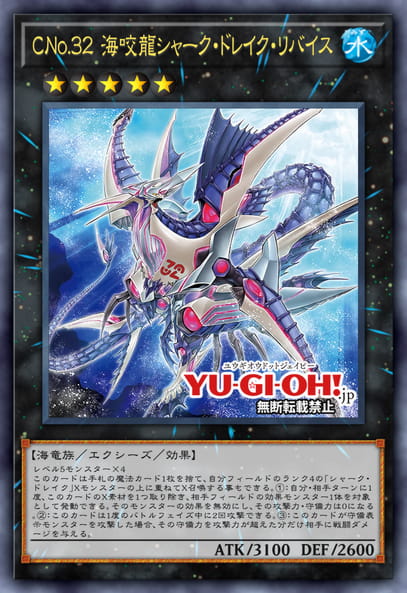 CNo.32 海咬龍シャーク・ドレイク・リバイス
水
32
ユウギオウドットジェイピー
YU-GI-OH!.jp
無断転載禁止
【海竜族／エクシーズ／効果】
レベル5モンスター×4
このカードは手札の魔法カード1枚を捨て、自分フィールドのランク4の「シャーク・
ドレイク」Xモンスターの上に重ねてX召喚する事もできる。①:自分・相手ターンに1
度、このカードのX素材を1つ取り除き、相手フィールドの効果モンスター1体を対象
として発動できる。そのモンスターの効果を無効にし、その攻撃力・守備力は0になる
。②:このカードは1度のバトルフェイズ中に2回攻撃できる。③:このカードが守備表
示モンスターを攻撃した場合、その守備力を攻撃力が超えた分だけ相手に戦闘ダメ
ージを与える。
ATK/3100 DEF/2600